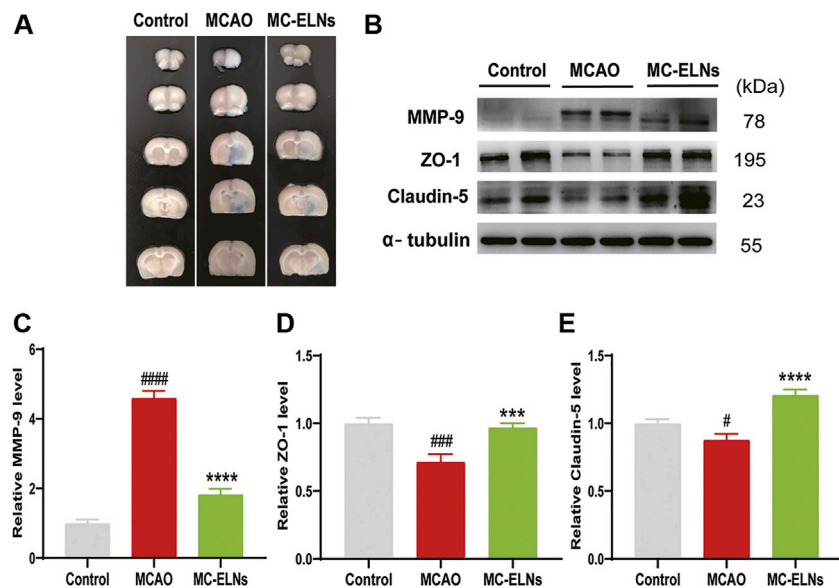 A
Control MCAO MC-ELNs
B
Control MCAO MC-ELNs (kDa)
MMP-9 78
ZO-1 195
Claudin-5 23
α- tubulin 55
C
Relative MMP-9 level
6
4
2
0
####
****
Control MCAO MC-ELNs
D
Relative ZO-1 level
1.5
1.0
0.5
0.0
###
***
Control MCAO MC-ELNs
E
Relative Claudin-5 level
1.5
1.0
0.5
0.0
#
****
Control MCAO MC-ELNs